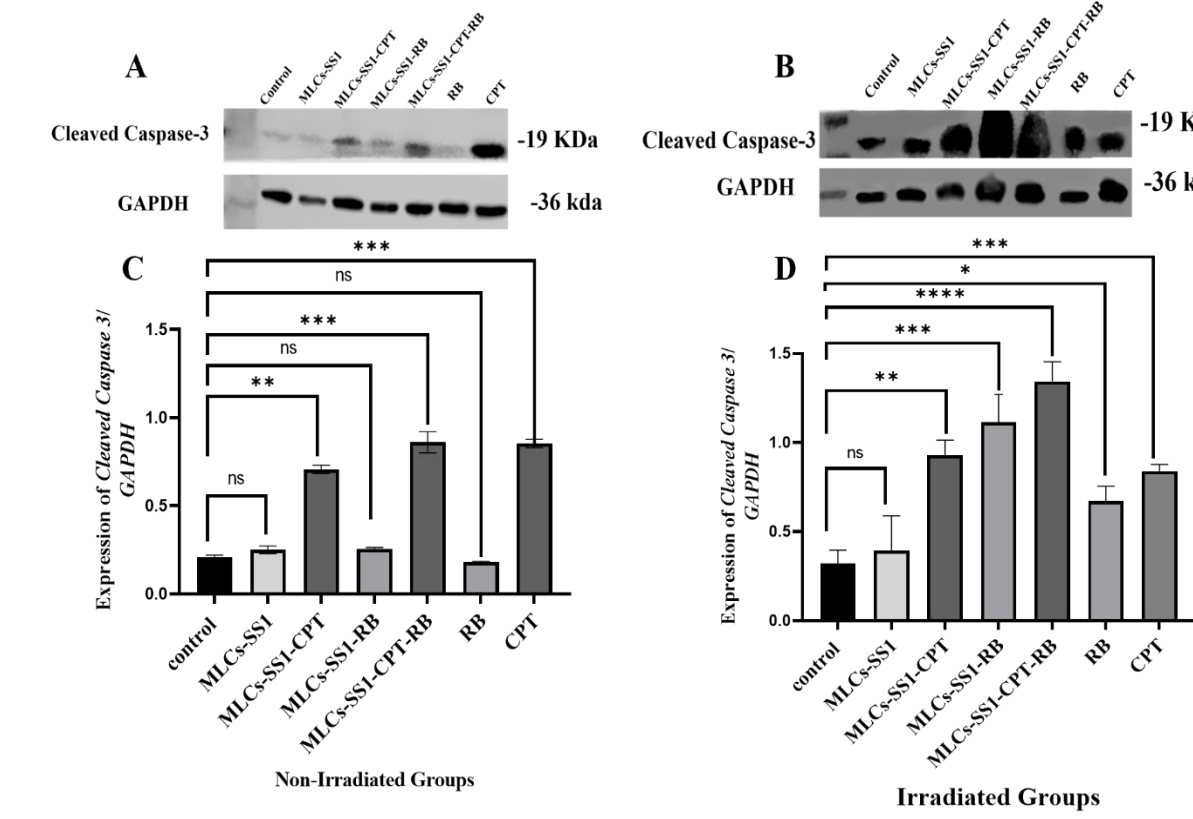 A
Control
MLCs-SS1
MLCs-SS1-CPT
MLCs-SS1-RB
MLCs-SS1-CPT-RB
RB
CPT
Cleaved Caspase-3
-19 KDa
GAPDH
-36 kda
B
Control
MLCs-SS1
MLCs-SS1-CPT
MLCs-SS1-RB
MLCs-SS1-CPT-RB
RB
CPT
Cleaved Caspase-3
-19 K
GAPDH
-36 k
C
***
ns
***
ns
**
ns
Expression of Cleaved Caspase 3/
GAPDH
1.5
1.0
0.5
0.0
control
MLCs-SS1
MLCs-SS1-CPT
MLCs-SS1-RB
MLCs-SS1-CPT-RB
RB
CPT
Non-Irradiated Groups
D
***
*
****
***
**
ns
Expression of Cleaved Caspase 3/
GAPDH
1.5
1.0
0.5
0.0
control
MLCs-SS1
MLCs-SS1-CPT
MLCs-SS1-RB
MLCs-SS1-CPT-RB
RB
CPT
Irradiated Groups